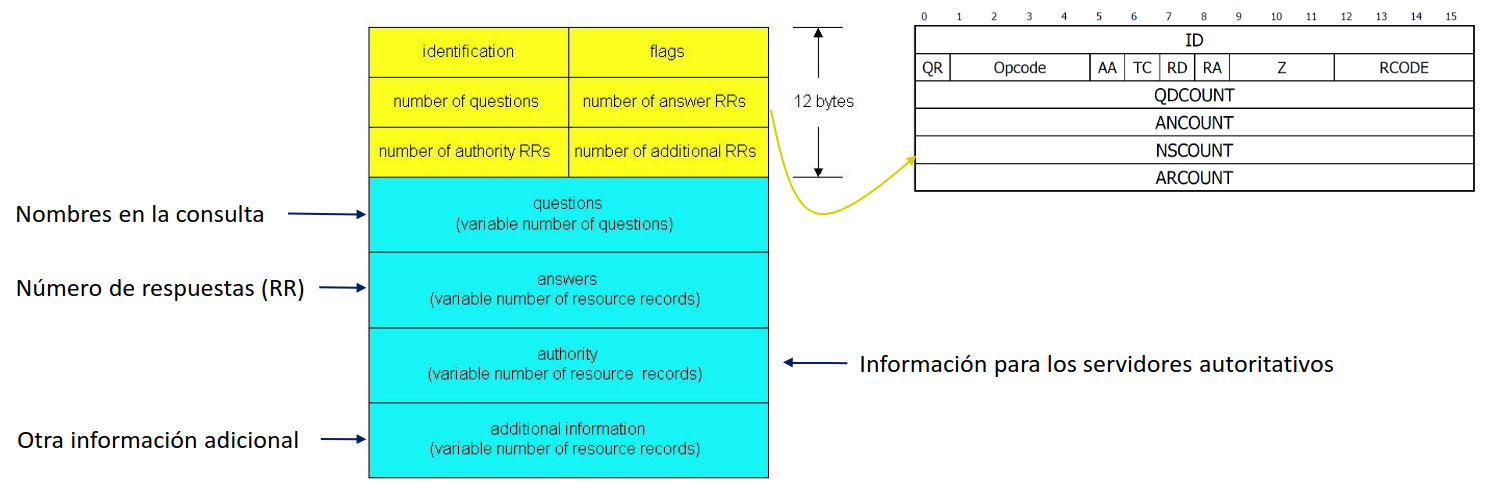 identification
flags
number of questions
number of answer RRs
number of authority RRs
number of additional RRs
12 bytes
questions
(variable number of questions)
answers
(variable number of resource records)
authority
(variable number of resource records)
additional information
(variable number of resource records)
Nombres en la consulta
Número de respuestas (RR)
Otra información adicional
Información para los servidores autoritativos
0 1 2 3 4 5 6 7 8 9 10 11 12 13 14 15
ID
QR Opcode AA TC RD RA Z RCODE
QDCOUNT
ANCOUNT
NSCOUNT
ARCOUNT